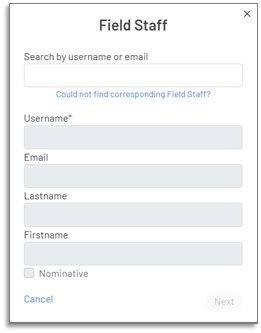 ×
Field Staff
Search by username or email
Could not find corresponding Field Staff?
Username*
Email
Lastname
Firstname
Nominative
Cancel
Next